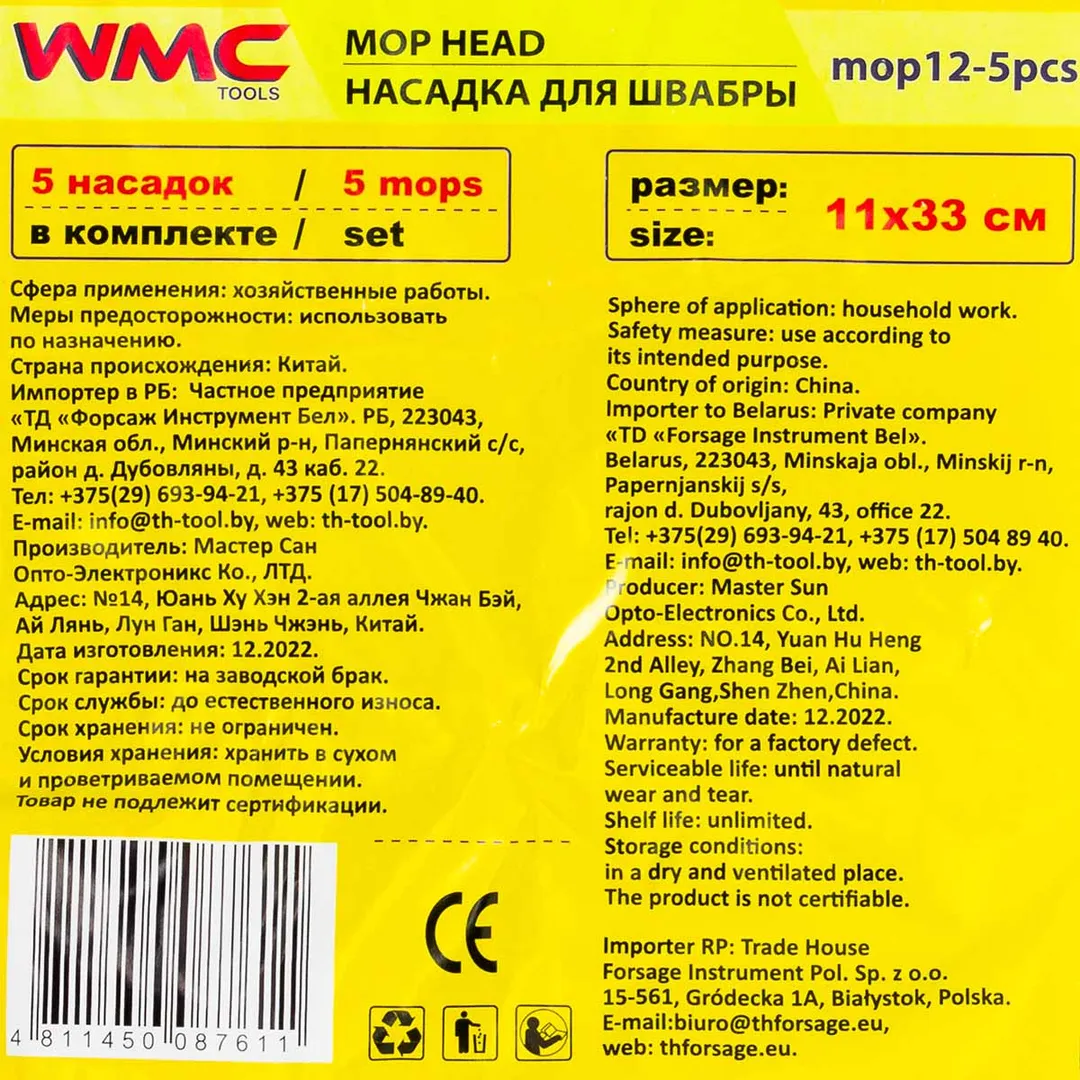 WMC
TOOLS
MOP HEAD
НАСАДКА ДЛЯ ШВАБРЫ
mop12-5pcs
5 насадок / 5 mops
в комплекте / set
размер:
size:
11x33 см
Сфера применения: хозяйственные работы.
Меры предосторожности: использовать
по назначению.
Страна происхождения: Китай.
Импортер в РБ: Частное предприятие
«ТД «Форсаж Инструмент Бел». РБ, 223043,
Минская обл., Минский р-н, Папернянский с/с,
район д. Дубовляны, д. 43 каб. 22.
Тел: +375(29) 693-94-21, +375 (17) 504-89-40.
E-mail: info@th-tool.by, web: th-tool.by.
Производитель: Мастер Сан
Опто-Электроникс Ко., ЛТД.
Адрес: №14, Юань Ху Хэн 2-ая аллея Чжан Бэй,
Ай Лянь, Лун Ган, Шэнь Чжэнь, Китай.
Дата изготовления: 12.2022.
Срок гарантии: на заводской брак.
Срок службы: до естественного износа.
Срок хранения: не ограничен.
Условия хранения: хранить в сухом
и проветриваемом помещении.
Товар не подлежит сертификации.
4 811450 087611
CE
Sphere of application: household work.
Safety measure: use according to
its intended purpose.
Country of origin: China.
Importer to Belarus: Private company
«TD «Forsage Instrument Bel».
Belarus, 223043, Minskaja obl., Minskij r-n,
Papernjanskij s/s,
rajon d. Dubovljany, 43, office 22.
Tel: +375(29) 693-94-21, +375 (17) 504 89 40.
E-mail: info@th-tool.by, web: th-tool.by.
Producer: Master Sun
Opto-Electronics Co., Ltd.
Address: NO.14, Yuan Hu Heng
2nd Alley, Zhang Bei, Ai Lian,
Long Gang,Shen Zhen,China.
Manufacture date: 12.2022.
Warranty: for a factory defect.
Serviceable life: until natural
wear and tear.
Shelf life: unlimited.
Storage conditions:
in a dry and ventilated place.
The product is not certifiable.
Importer RP: Trade House
Forsage Instrument Pol. Sp. z o.o.
15-561, Gródecka 1A, Białystok, Polska.
E-mail:biuro@thforsage.eu,
web: thforsage.eu.